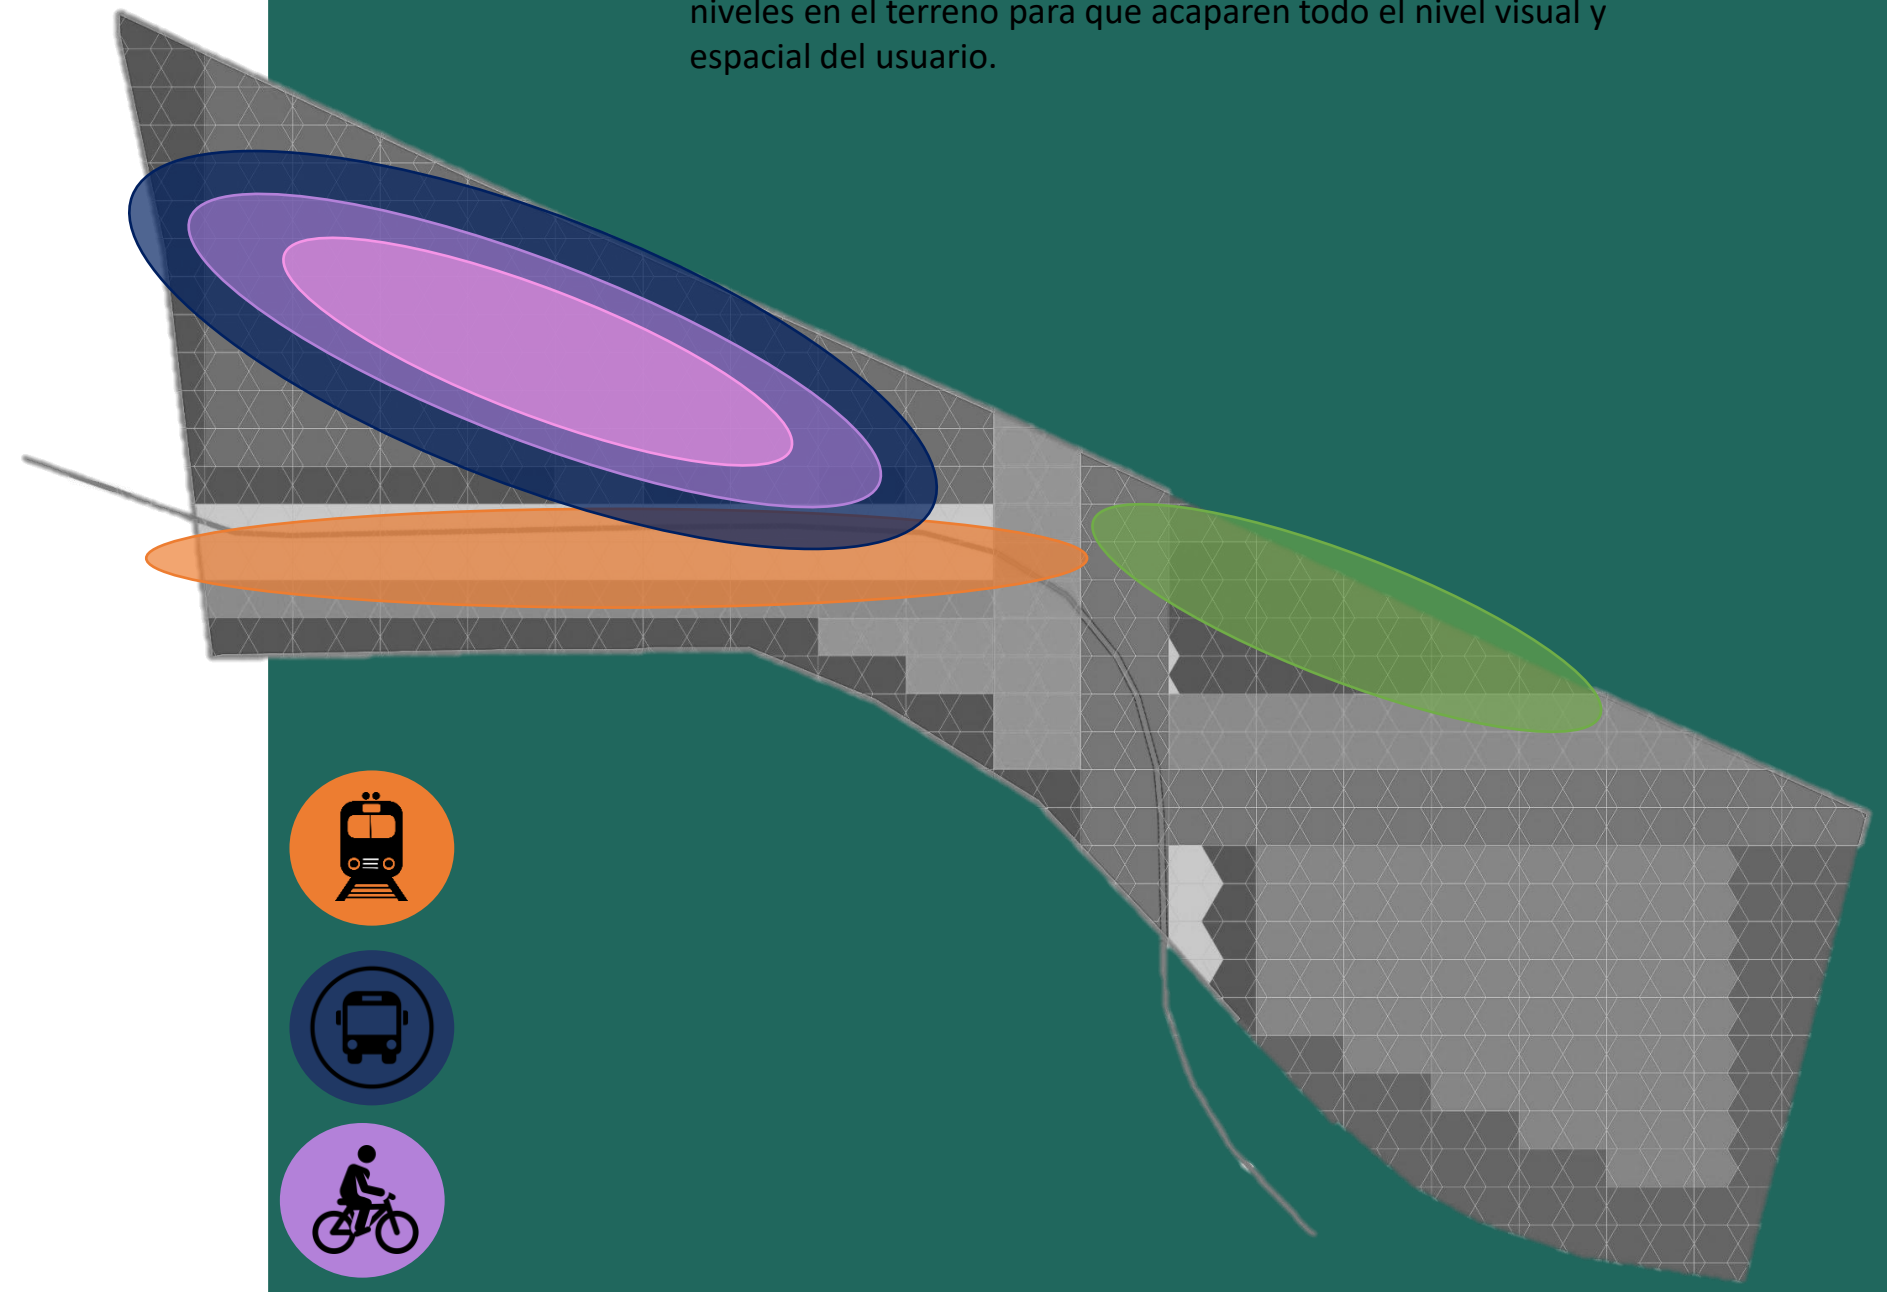 niveles en el terreno para que acaparen todo el nivel visual y
espacial del usuario.